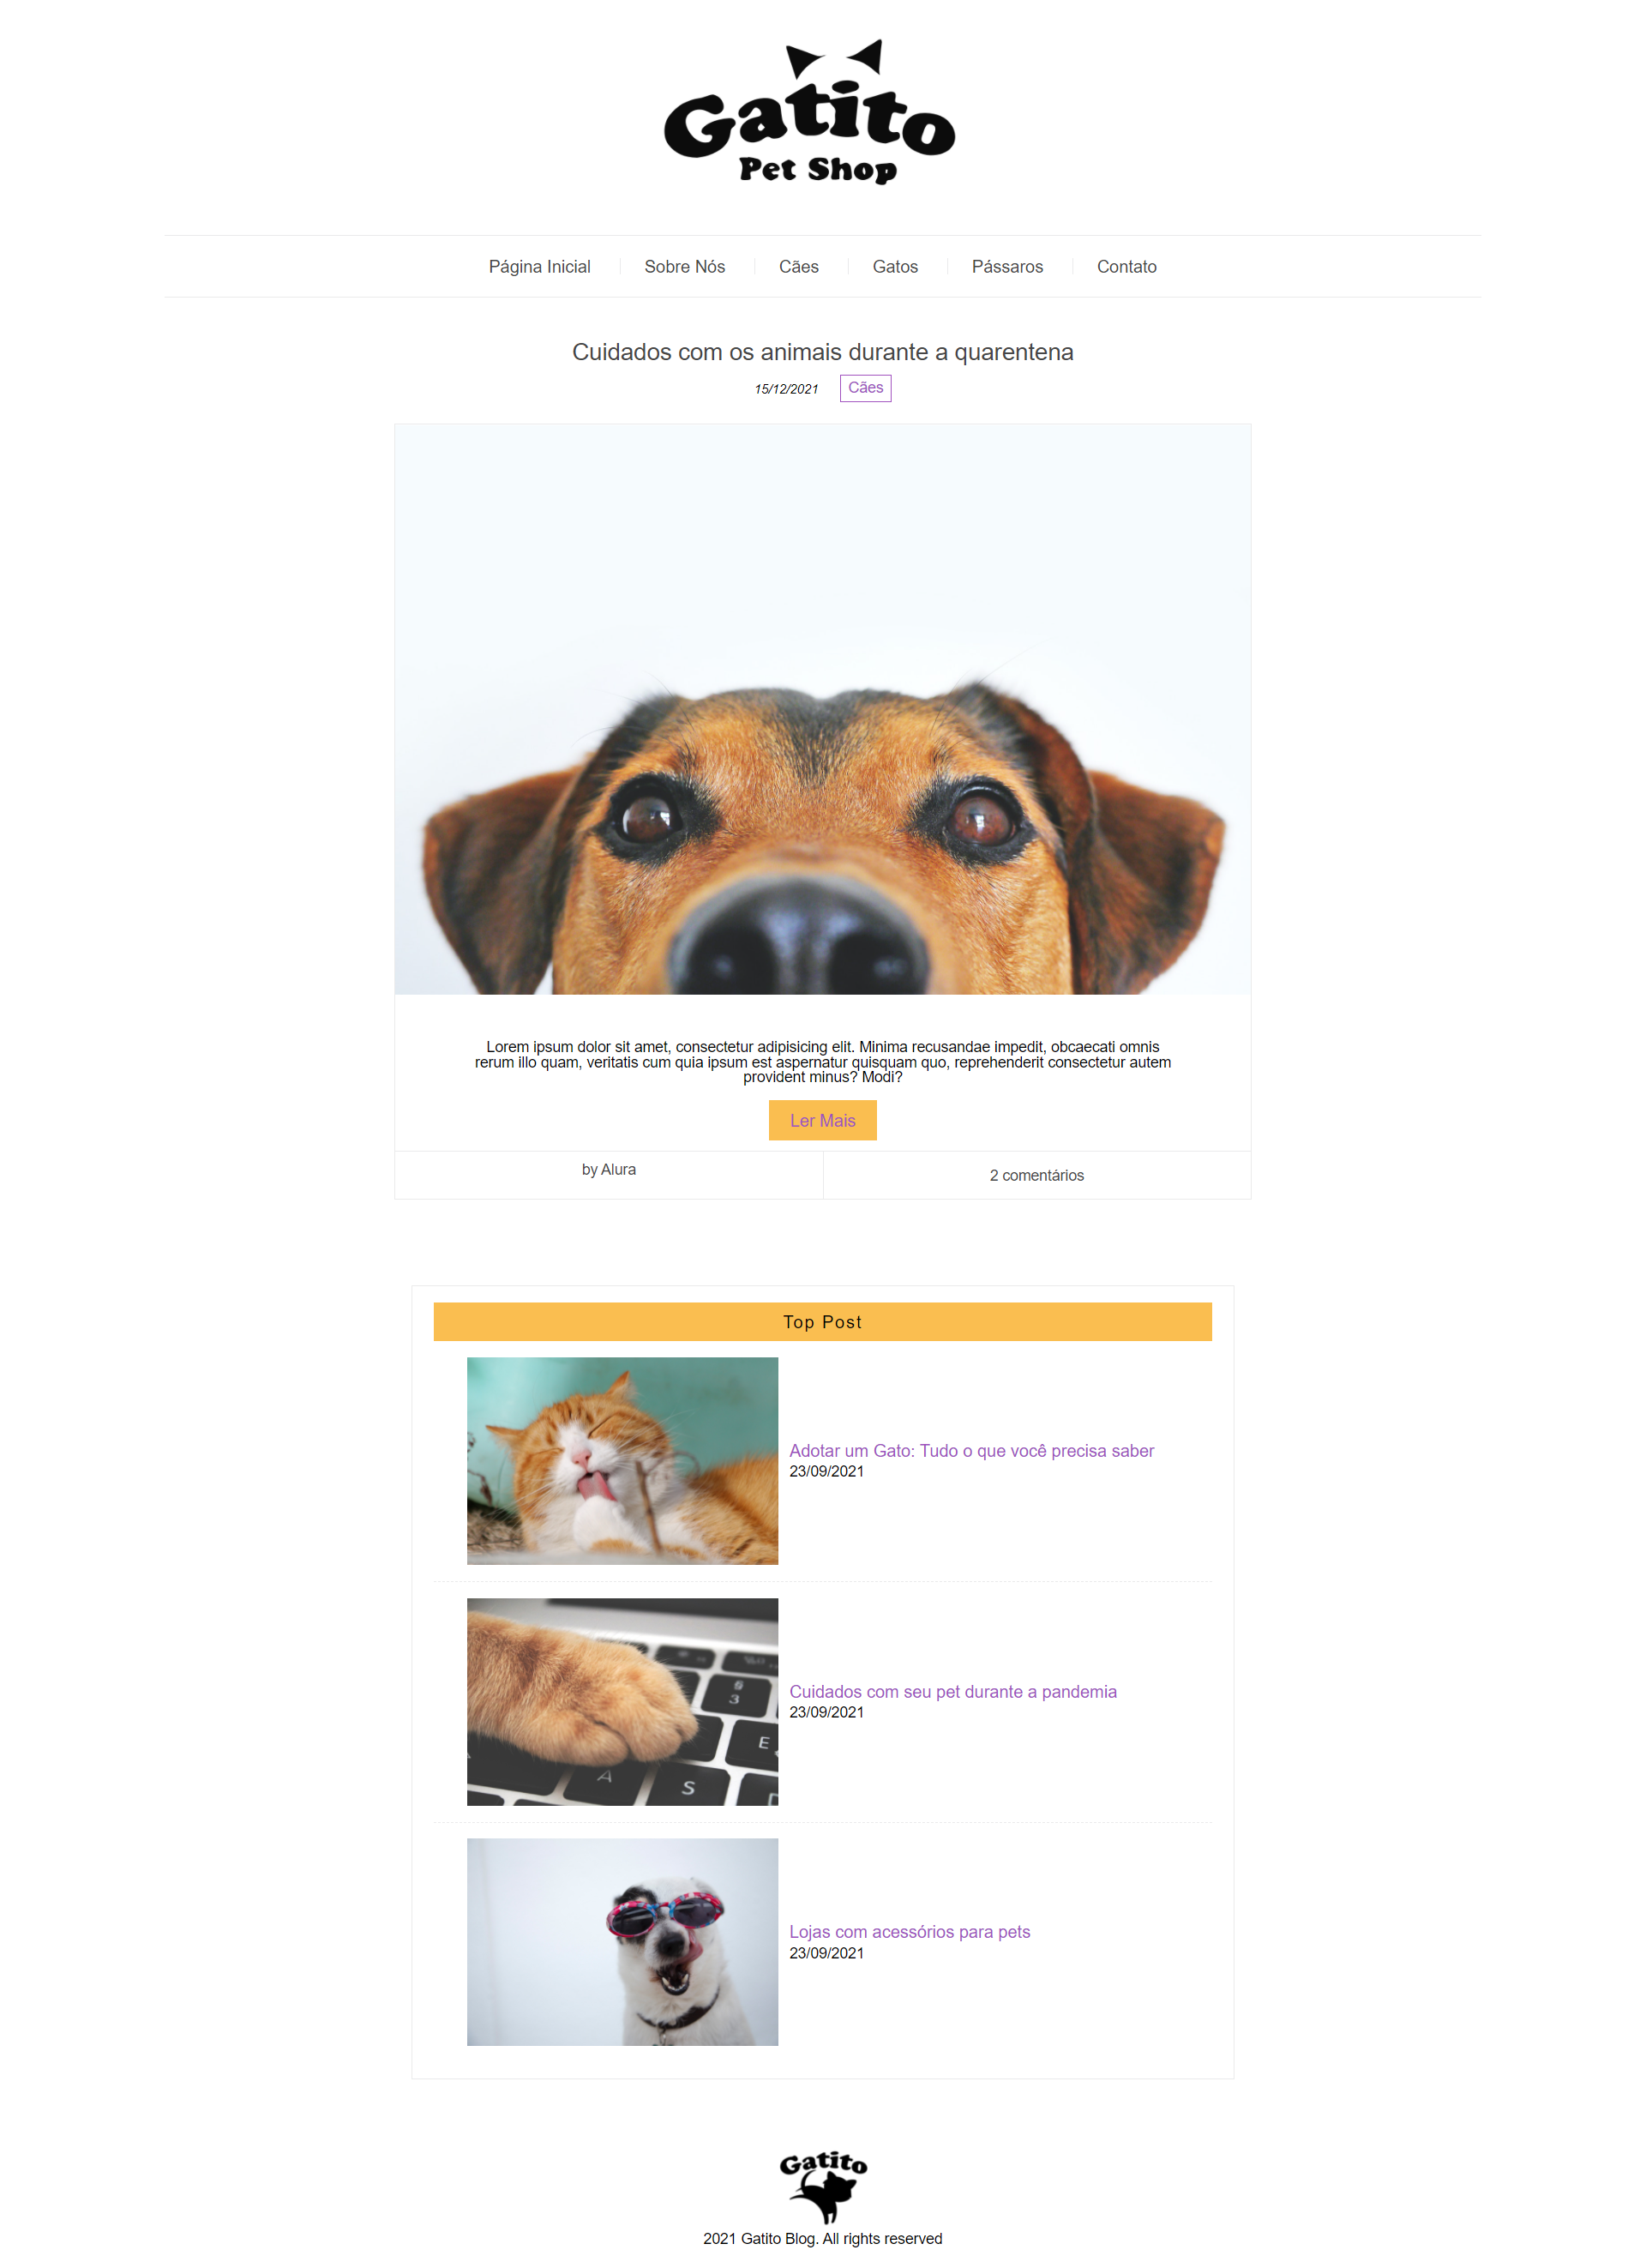 Gatito
Pet Shop
Página Inicial
Sobre Nós
Cães
Gatos
Pássaros
Contato
Cuidados com os animais durante a quarentena
15/12/2021
Cães
Lorem ipsum dolor sit amet, consectetur adipisicing elit. Minima recusandae impedit, obcaecati omnis
rerum illo quam, veritatis cum quia ipsum est aspernatur quisquam quo, reprehenderit consectetur autem
provident minus? Modi?
Ler Mais
by Alura
2 comentários
Top Post
Adotar um Gato: Tudo o que você precisa saber
23/09/2021
3
E
A
S
Cuidados com seu pet durante a pandemia
23/09/2021
Lojas com acessórios para pets
23/09/2021
Gatito
2021 Gatito Blog. All rights reserved